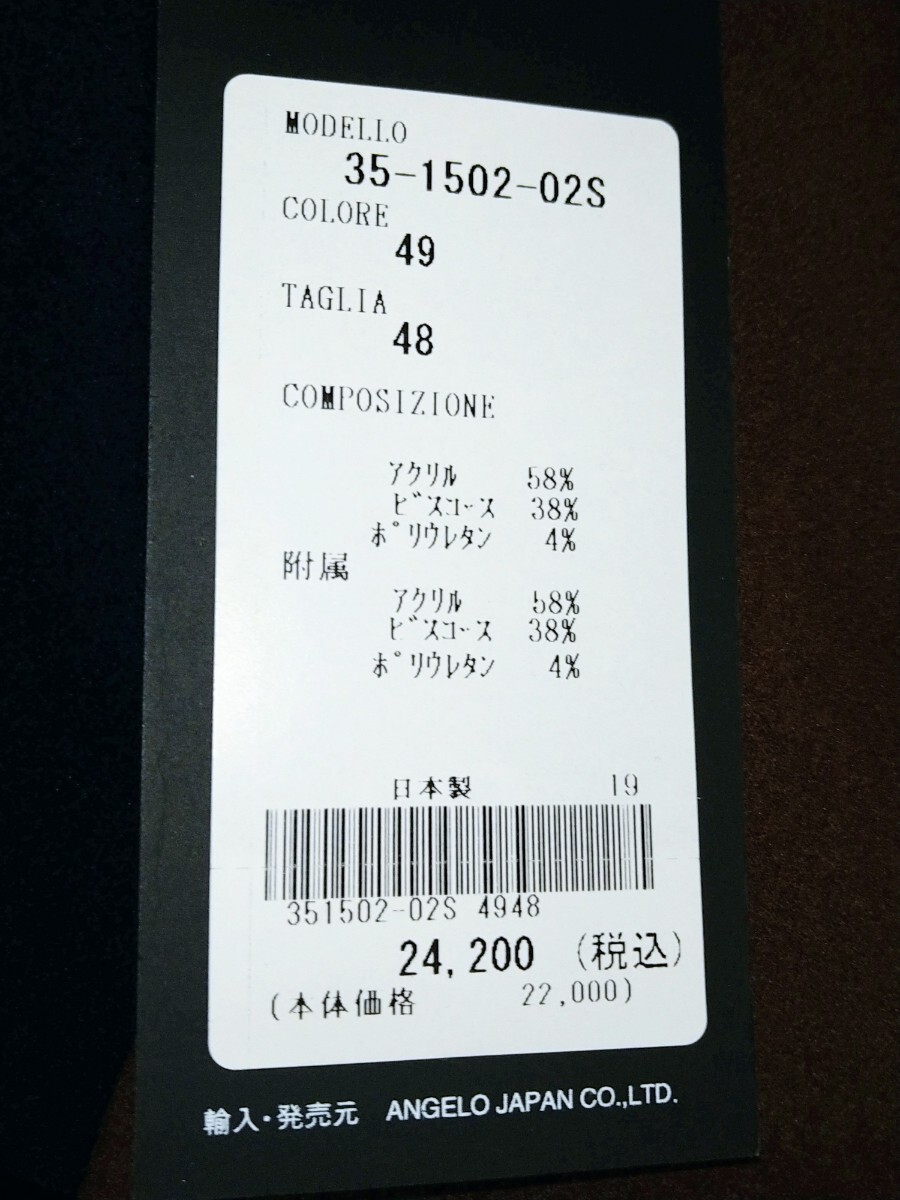 MODELLO
35-1502-02S
COLORE
49
TAGLIA
48
COMPOSIZIONE
ｱｸﾘﾙ 58%
ﾋﾞｽｺｰｽ 38%
ﾎﾟﾘｳﾚﾀﾝ 4%
附属
ｱｸﾘﾙ 58%
ﾋﾞｽｺｰｽ 38%
ﾎﾟﾘｳﾚﾀﾝ 4%
日本製 19
351502-02S 4948
24,200 (税込)
(本体価格 22,000)
輸入・発売元 ANGELO JAPAN CO.,LTD.